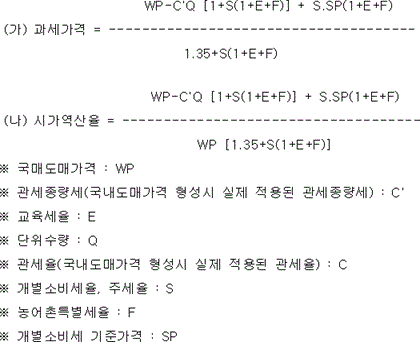 WP-C'Q [1+S(1+E+F)] + S.SP(1+E+F)
(가) 과세가격 = -------------------------------------
1.35+S(1+E+F)
WP-C'Q [1+S(1+E+F)] + S.SP(1+E+F)
(나) 시가역산율 = ------------------------------------
WP [1.35+S(1+E+F)]
※ 국매도매가격 : WP
※ 관세종량세(국내도매가격 형성시 실제 적용된 관세종량세) : C'
※ 교육세율 : E
※ 단위수량 : Q
※ 관세율(국내도매가격 형성시 실제 적용된 관세율) : C
※ 개별소비세율, 주세율 : S
※ 농어촌특별세율 : F
※ 개별소비세 기준가격 : SP